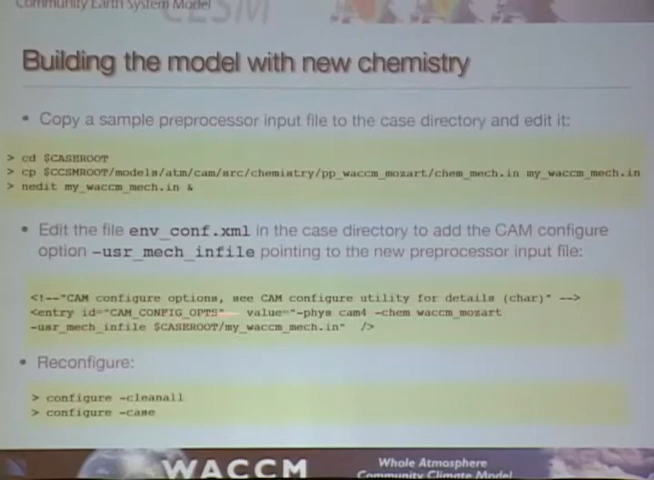 Community Earth System Model
CESM
Building the model with new chemistry
• Copy a sample preprocessor input file to the case directory and edit it:
> cd $CASEROOT
> cp $CCSMROOT/models/atm/cam/src/chemistry/pp_waccm_mozart/chem_mech.in my_waccm_mech.in
> nedit my_waccm_mech.in &
• Edit the file env_conf.xml in the case directory to add the CAM configure
option -usr_mech_infile pointing to the new preprocessor input file:
<!--"CAM configure options, see CAM configure utility for details (char)" -->
<entry id="CAM_CONFIG_OPTS" value="-phys cam4 -chem waccm_mozart
-usr_mech_infile $CASEROOT/my_waccm_mech.in" />
• Reconfigure:
> configure -cleanall
> configure -case
WACCM
Whole Atmosphere
Community Climate Model